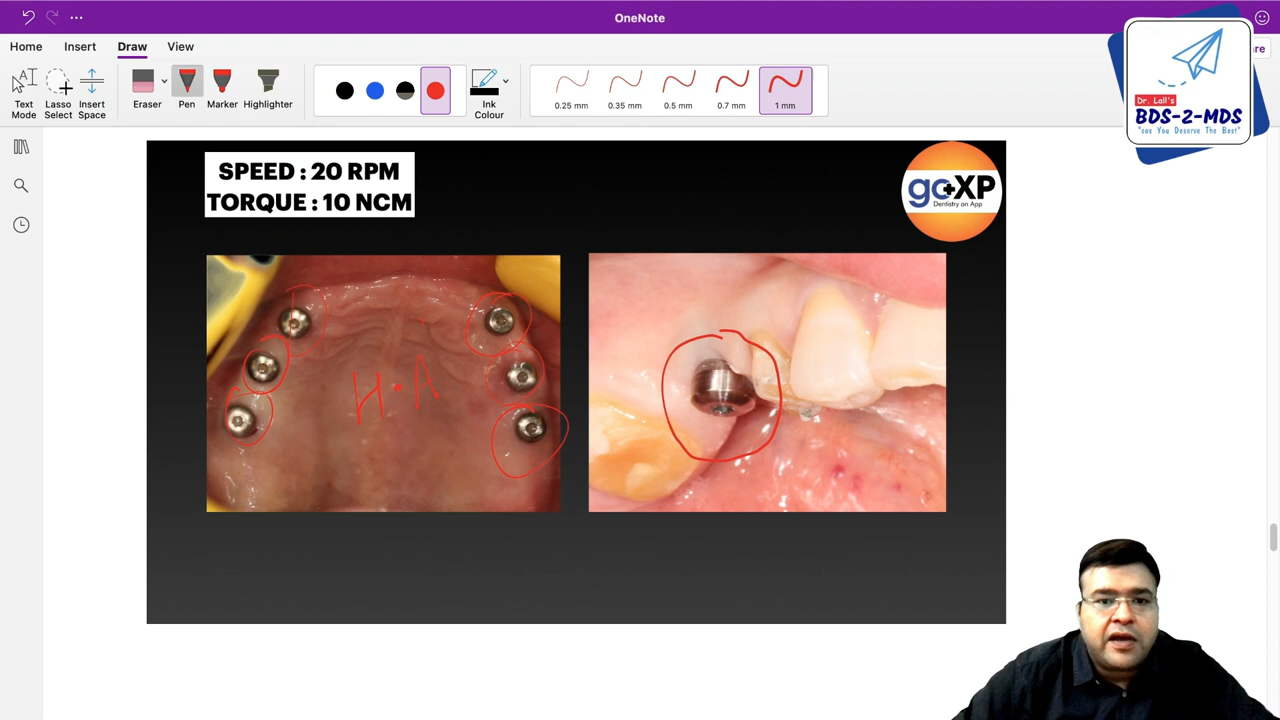 OneNote
Home Insert Draw View
Text Mode
Lasso Select
Insert Space
Eraser
Pen
Marker
Highlighter
Ink Colour
0.25 mm
0.35 mm
0.5 mm
0.7 mm
1 mm
are
Dr. Lall's
BDS-2-MDS
"cos You Deserve The Best"
SPEED : 20 RPM
TORQUE : 10 NCM
goXP
Dentistry on App
H.A